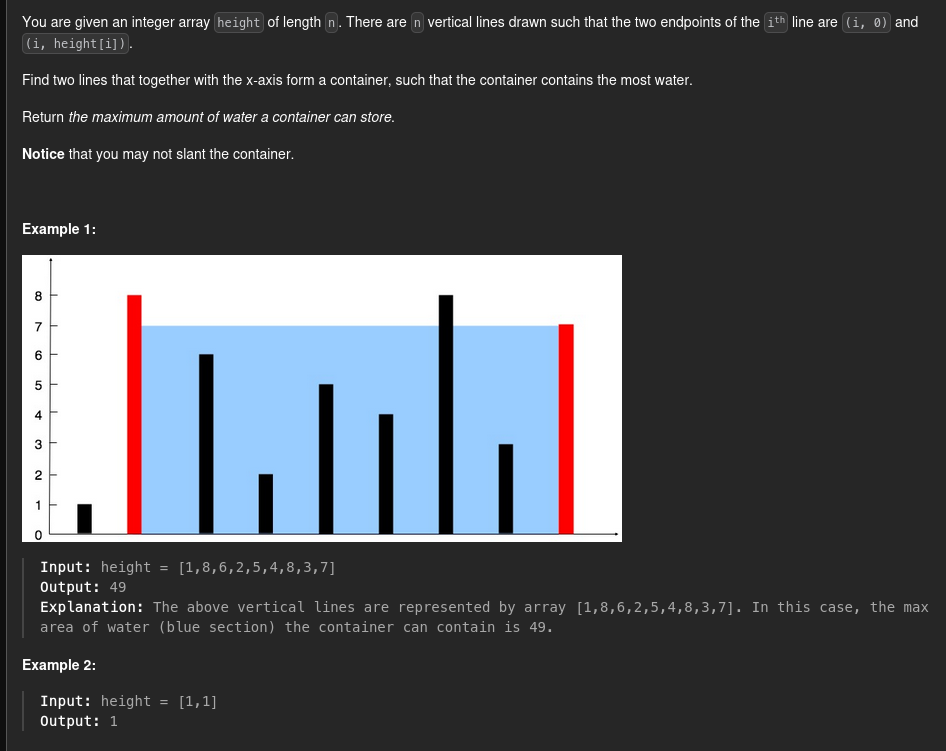 You are given an integer array height of length n. There are n vertical lines drawn such that the two endpoints of the ith line are (i, 0) and
(i, height[i]).
Find two lines that together with the x-axis form a container, such that the container contains the most water.
Return the maximum amount of water a container can store.
Notice that you may not slant the container.
Example 1:
8
7
6
5
4
3
2
1
0
Input: height = [1,8,6,2,5,4,8,3,7]
Output: 49
Explanation: The above vertical lines are represented by array [1,8,6,2,5,4,8,3,7]. In this case, the max
area of water (blue section) the container can contain is 49.
Example 2:
Input: height = [1,1]
Output: 1